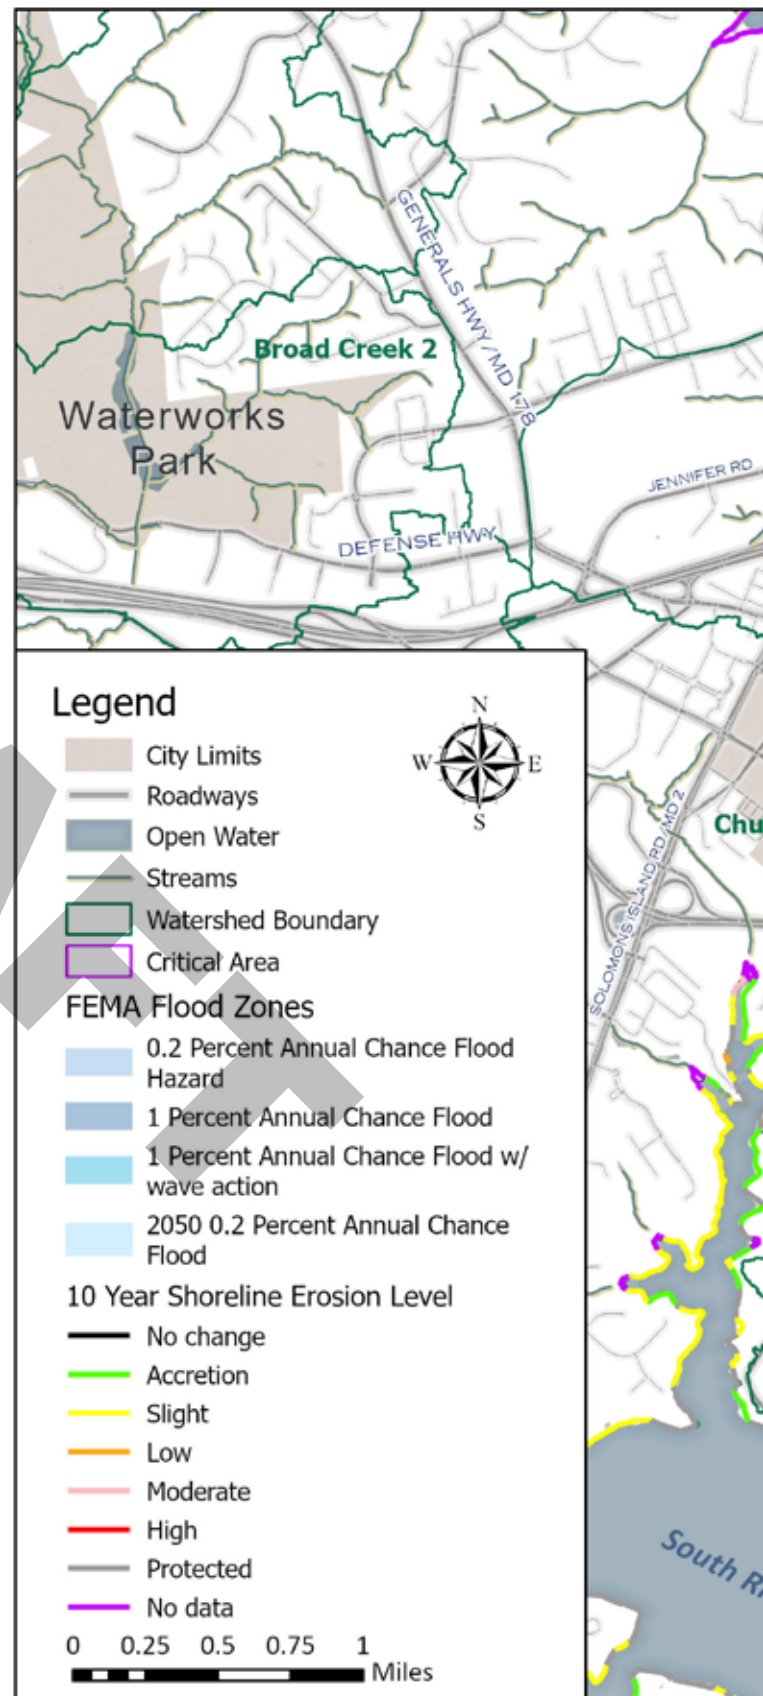 GENERALS HWY/MD 178
Broad Creek 2
Waterworks
Park
JENNIFER RD
DEFENSE HWY
Legend
City Limits
Roadways
Open Water
Streams
Watershed Boundary
Critical Area
N
W E
S
FEMA Flood Zones
0.2 Percent Annual Chance Flood
Hazard
1 Percent Annual Chance Flood
1 Percent Annual Chance Flood w/
wave action
2050 0.2 Percent Annual Chance
Flood
10 Year Shoreline Erosion Level
No change
Accretion
Slight
Low
Moderate
High
Protected
No data
0 0.25 0.5 0.75 1
Miles
SOLOMONS ISLAND RD/MD 2
Chu
South Ri